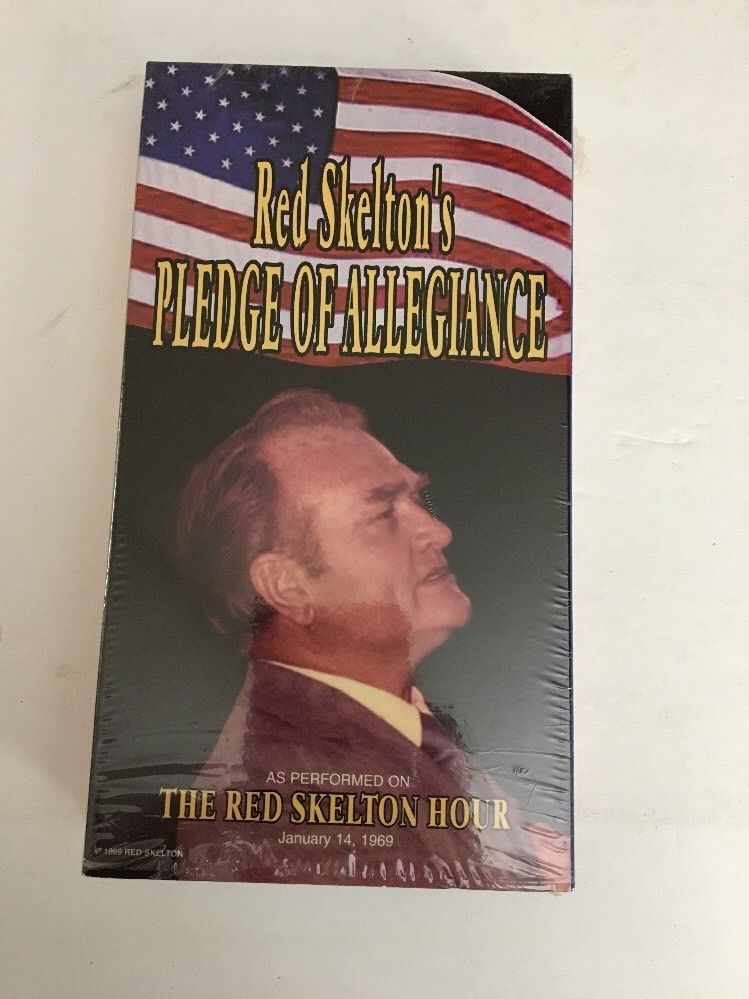 Red Skelton's
PLEDGE OF ALLEGIANCE
AS PERFORMED ON
THE RED SKELTON HOUR
January 14, 1969
© 1969 RED SKELTON